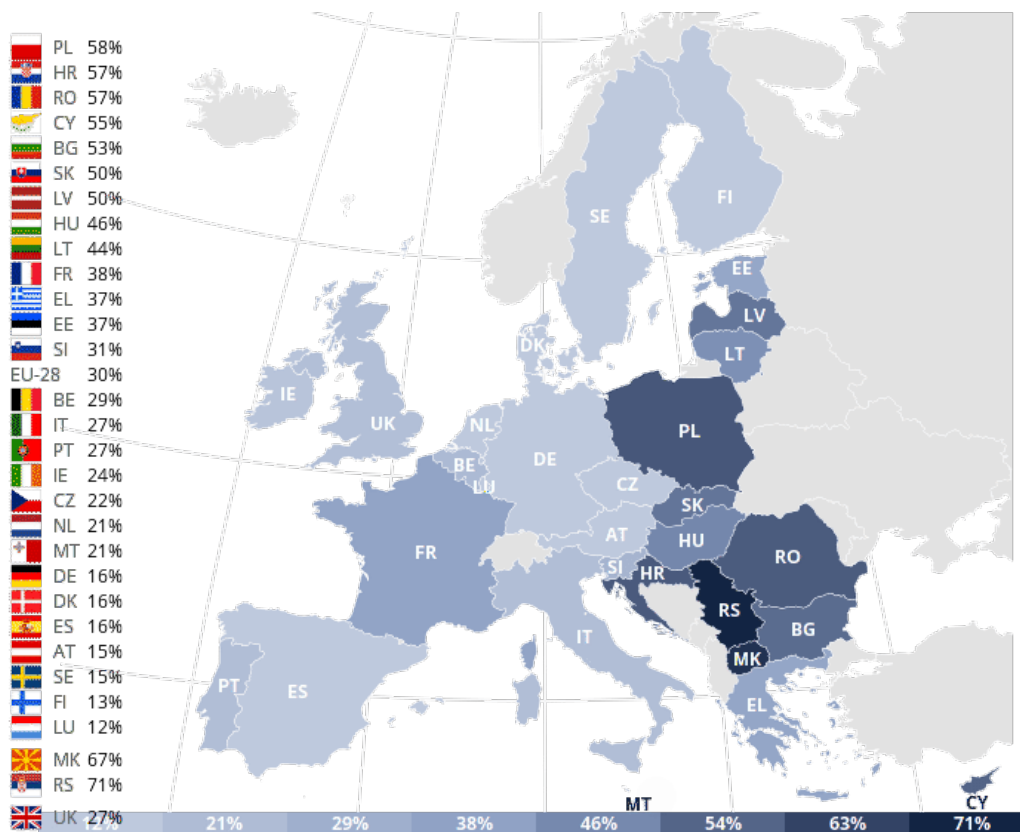 PL 58%
HR 57%
RO 57%
CY 55%
BG 53%
SK 50%
LV 50%
HU 46%
LT 44%
FR 38%
EL 37%
EE 37%
SI 31%
EU-28 30%
BE 29%
IT 27%
PT 27%
IE 24%
CZ 22%
NL 21%
MT 21%
DE 16%
DK 16%
ES 16%
AT 15%
SE 15%
FI 13%
LU 12%
MK 67%
RS 71%
UK 27%
FI
SE
EE
LV
LT
DK
IE
UK
NL
PL
BE
DE
LU
CZ
SK
AT
HU
FR
RO
SI
HR
RS
BG
IT
MK
PT
ES
EL
MT
CY
12% 21% 29% 38% 46% 54% 63% 71%